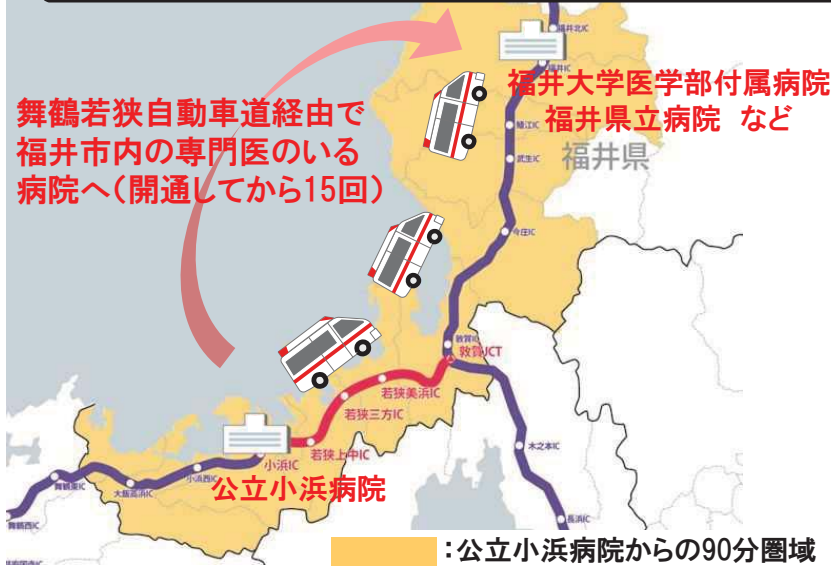 福井北IC
福井IC
福井大学医学部付属病院
福井県立病院 など
舞鶴若狭自動車道経由で
福井市内の専門医のいる
病院へ(開通してから15回)
鯖江IC
武生IC
福井県
今庄IC
敦賀IC
敦賀JCT
若狭美浜IC
若狭三方IC
若狭上中IC
小浜IC
小浜西IC
大飯高浜IC
舞鶴東IC
舞鶴西IC
木之本IC
長浜IC
公立小浜病院
:公立小浜病院からの90分圏域